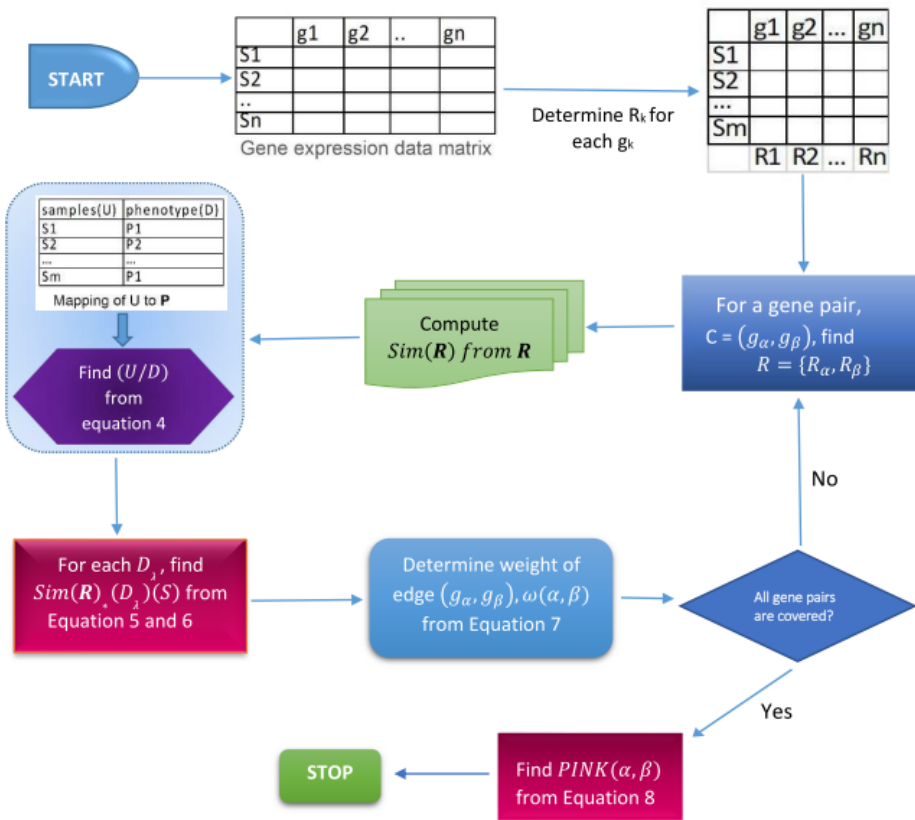 START
g1 g2 .. gn
S1
S2
..
Sn
Gene expression data matrix
Determine Rₖ for
each gₖ
g1 g2 ... gn
S1
S2
...
Sm
R1 R2 ... Rn
samples(U) phenotype(D)
S1 P1
S2 P2
... ...
Sm P1
Mapping of U to P
Find (U/D)
from
equation 4
Compute
Sim(R) from R
For a gene pair,
C = (gα, gβ), find
R = {Rα, Rβ}
No
For each Dλ, find
Sim(R)*(Dλ)(S) from
Equation 5 and 6
Determine weight of
edge (gα, gβ), ω(α, β)
from Equation 7
All gene pairs
are covered?
Yes
Find PINK(α, β)
from Equation 8
STOP